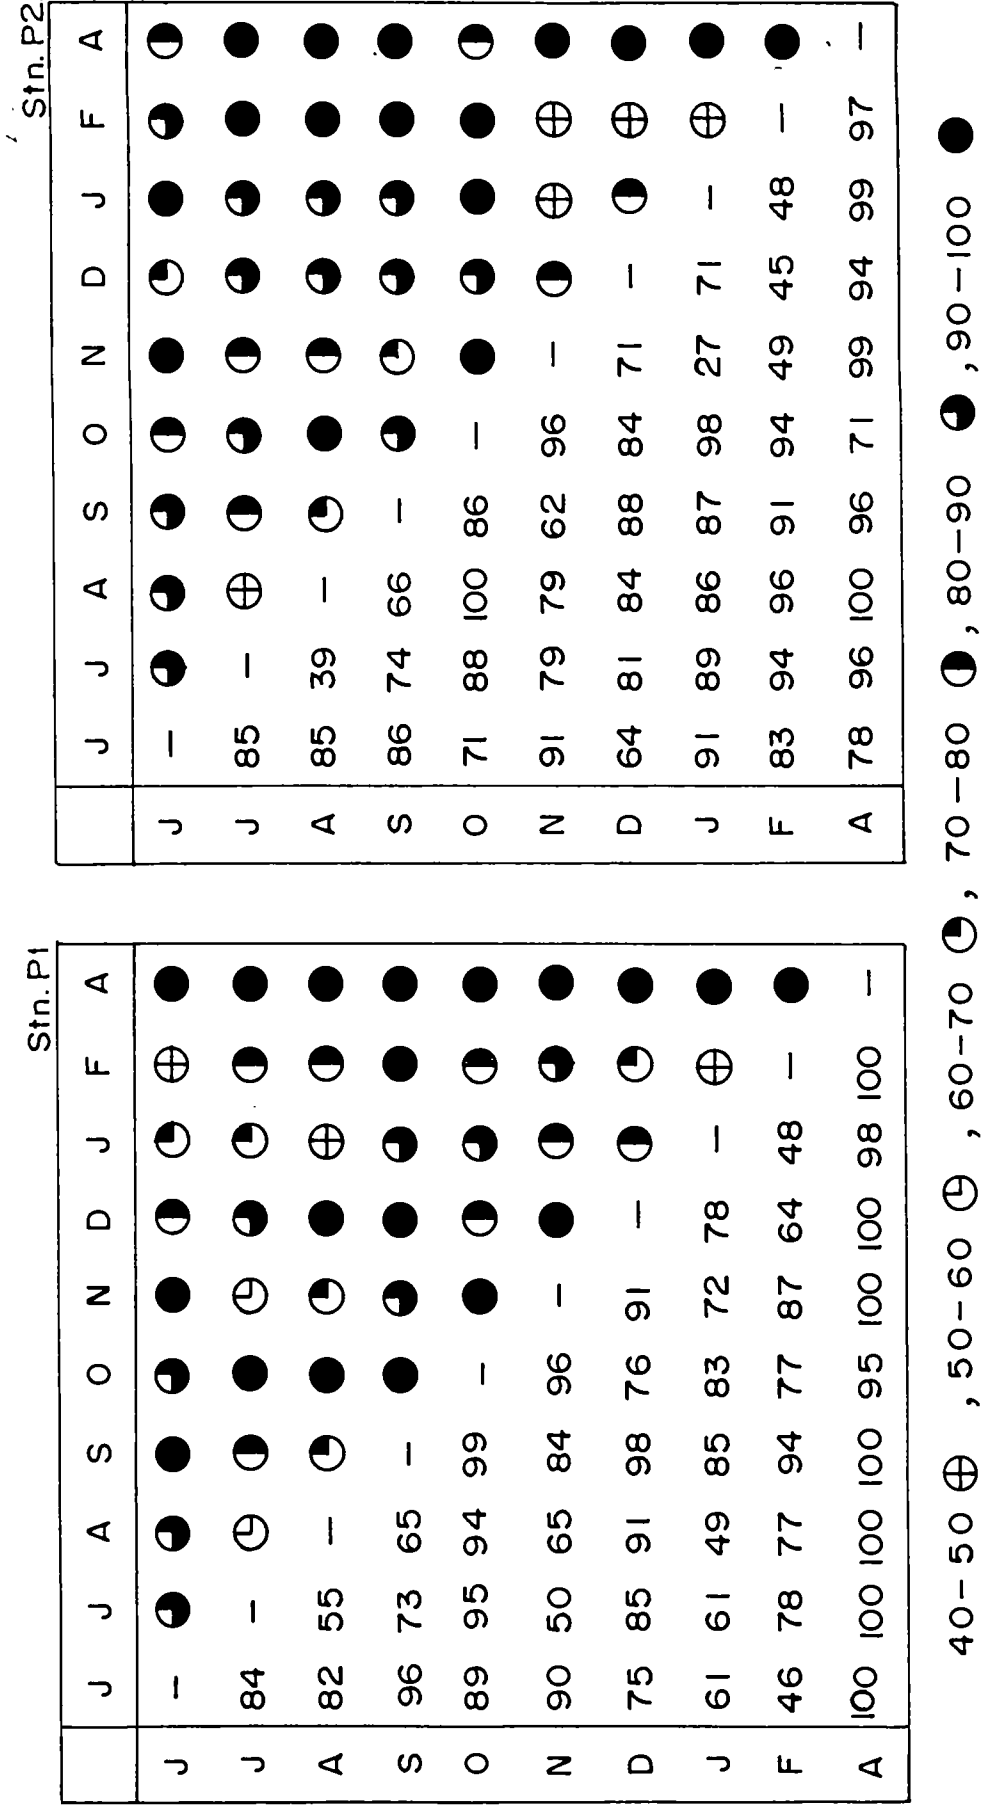 Stn. P1
J J A S O N D J F A
J –
J 84 –
A 82 55 –
S 96 73 65 –
O 89 95 94 99 –
N 90 50 65 84 96 –
D 75 85 91 98 76 91 –
J 61 61 49 85 83 72 78 –
F 46 78 77 94 77 87 64 48 –
A 100 100 100 100 95 100 100 98 100 –
Stn. P2
J J A S O N D J F A
J –
J 85 –
A 85 39 –
S 86 74 66 –
O 71 88 100 86 –
N 91 79 79 62 96 –
D 64 81 84 88 84 71 –
J 91 89 86 87 98 27 71 –
F 83 94 96 91 94 49 45 48 –
A 78 96 100 96 71 99 94 99 97 –
40-50 ⊕ , 50-60 , 60-70 , 70-80 , 80-90 , 90-100 ●